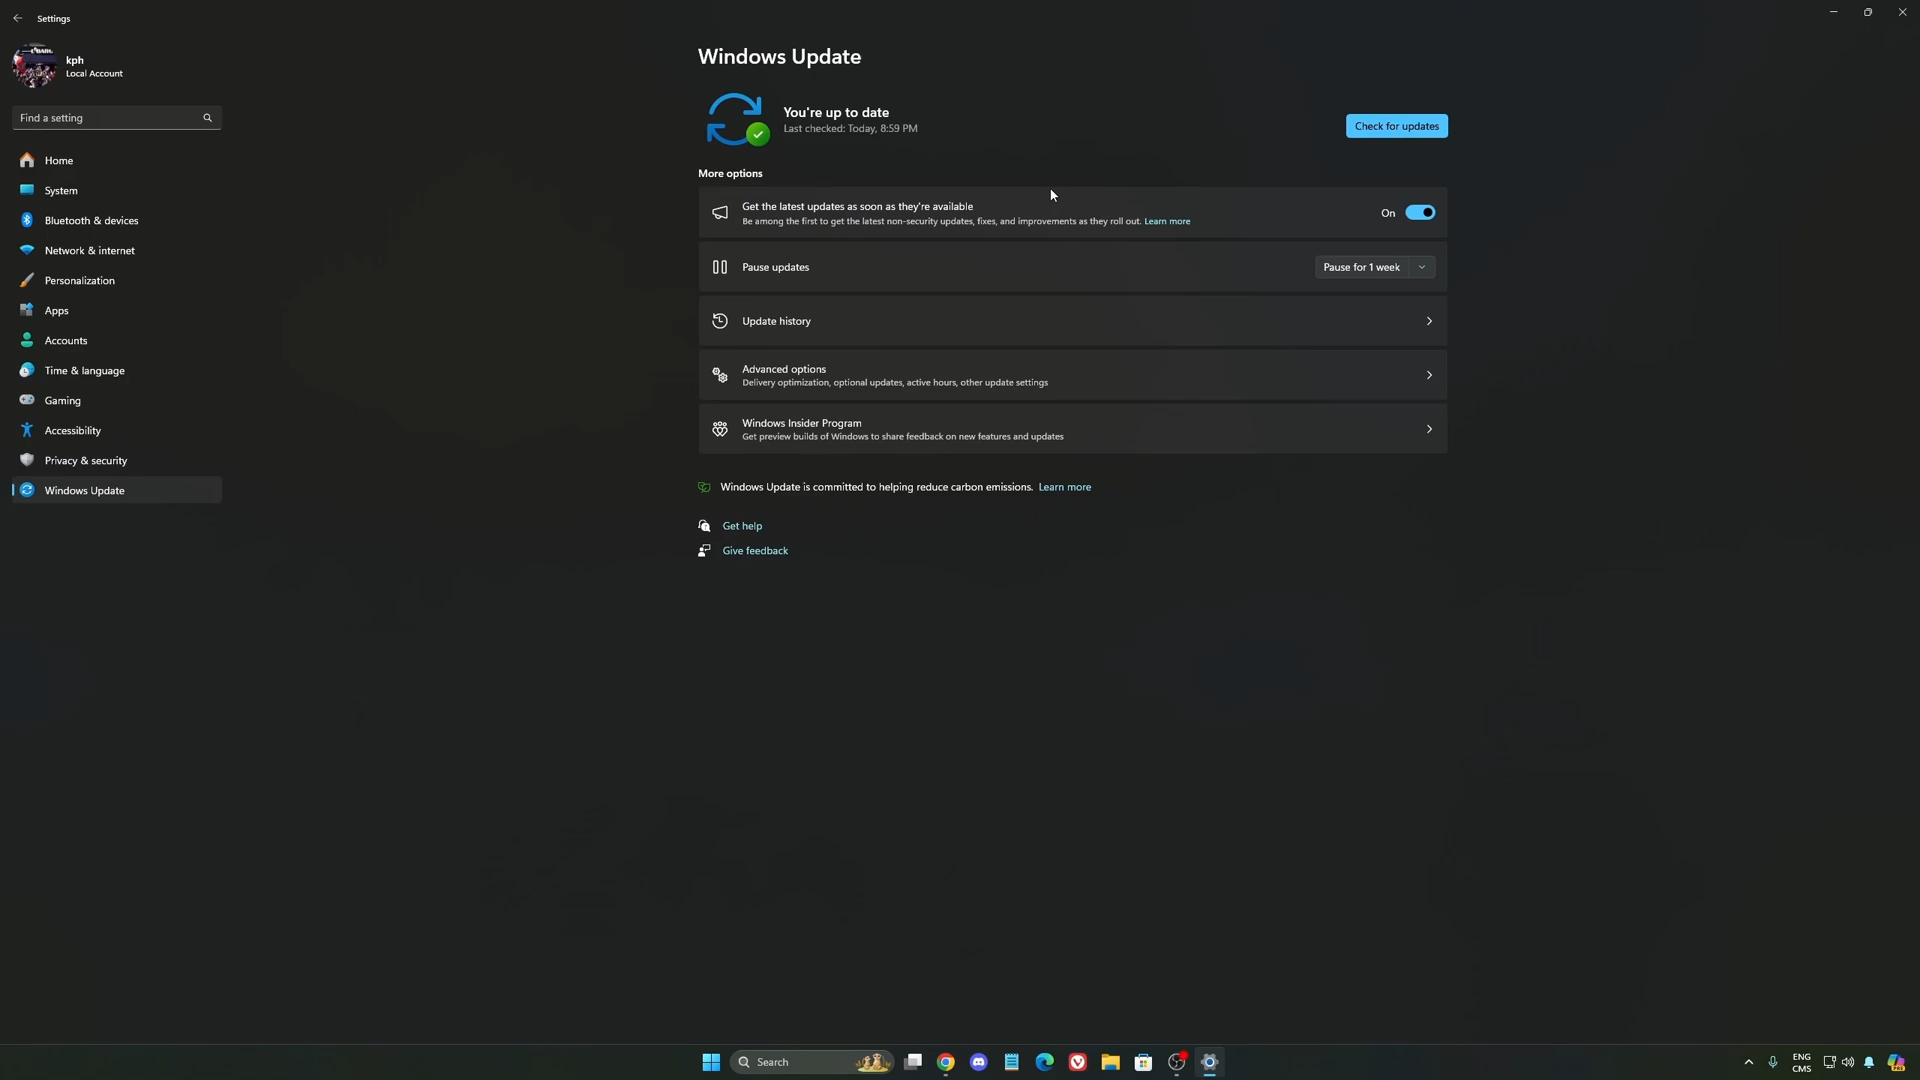 Settings
kph
Local Account
Find a setting
Home
System
Bluetooth & devices
Network & internet
Personalization
Apps
Accounts
Time & language
Gaming
Accessibility
Privacy & security
Windows Update
Windows Update
You're up to date
Last checked: Today, 8:59 PM
Check for updates
More options
Get the latest updates as soon as they're available
Be among the first to get the latest non-security updates, fixes, and improvements as they roll out. Learn more
On
Pause updates
Pause for 1 week
Update history
Advanced options
Delivery optimization, optional updates, active hours, other update settings
Windows Insider Program
Get preview builds of Windows to share feedback on new features and updates
Windows Update is committed to helping reduce carbon emissions. Learn more
Get help
Give feedback
Search
ENG
CMS